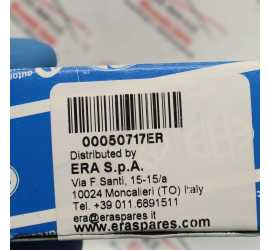 00050717ER
Distributed by
ERA S.p.A.
Via F Santi, 15-15/a
10024 Moncalieri (TO) Italy
Tel. +39 011.6891511
era@eraspares.it
www.eraspares.com